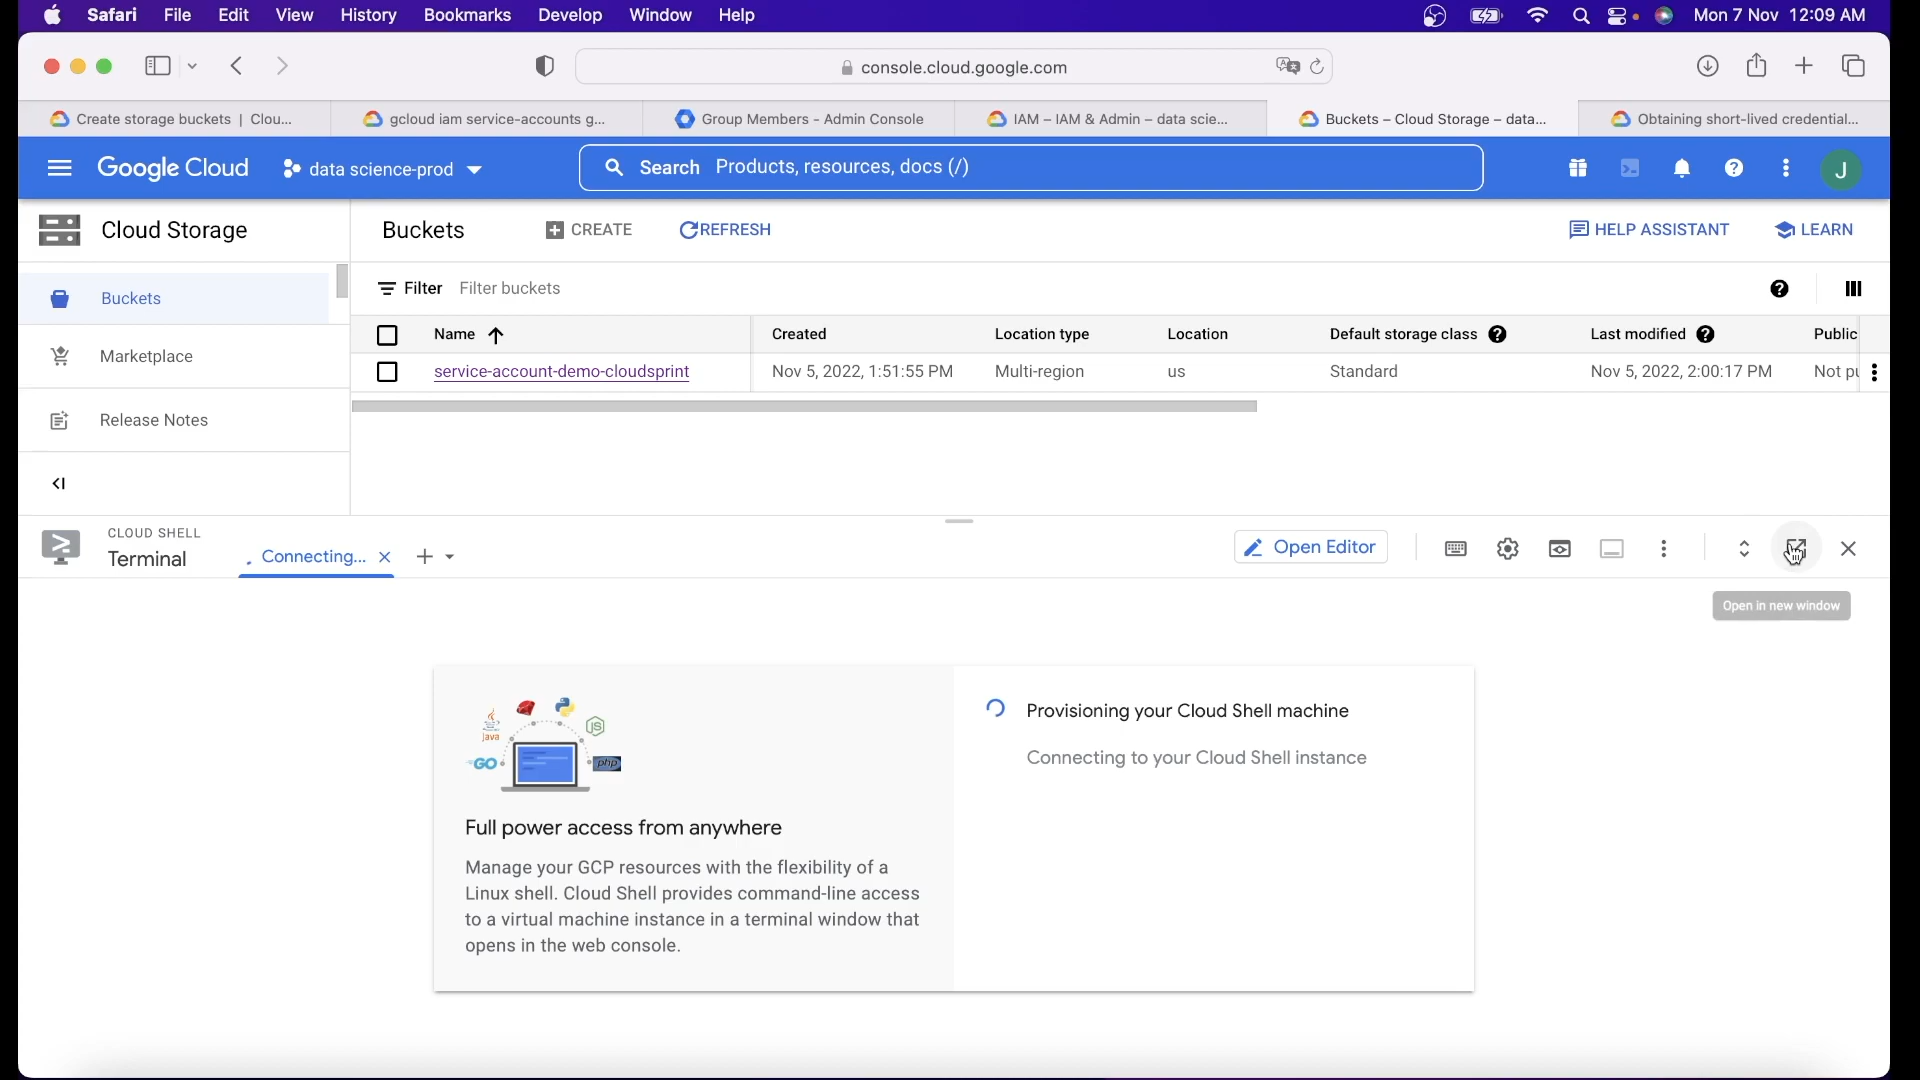 Safari File Edit View History Bookmarks Develop Window Help Mon 7 Nov 12:09 AM
console.cloud.google.com
Create storage buckets | Clou... gcloud iam service-accounts g... Group Members - Admin Console IAM – IAM & Admin – data scie... Buckets – Cloud Storage – data... Obtaining short-lived credential...
Google Cloud data science-prod Search Products, resources, docs (/) J
Cloud Storage Buckets CREATE REFRESH HELP ASSISTANT LEARN
Buckets
Filter Filter buckets
Name Created Location type Location Default storage class Last modified Public
service-account-demo-cloudsprint Nov 5, 2022, 1:51:55 PM Multi-region us Standard Nov 5, 2022, 2:00:17 PM Not pu
Marketplace
Release Notes
CLOUD SHELL
Terminal Connecting... Open Editor
Open in new window
Java
GO
JS
php
Full power access from anywhere
Manage your GCP resources with the flexibility of a
Linux shell. Cloud Shell provides command-line access
to a virtual machine instance in a terminal window that
opens in the web console.
Provisioning your Cloud Shell machine
Connecting to your Cloud Shell instance